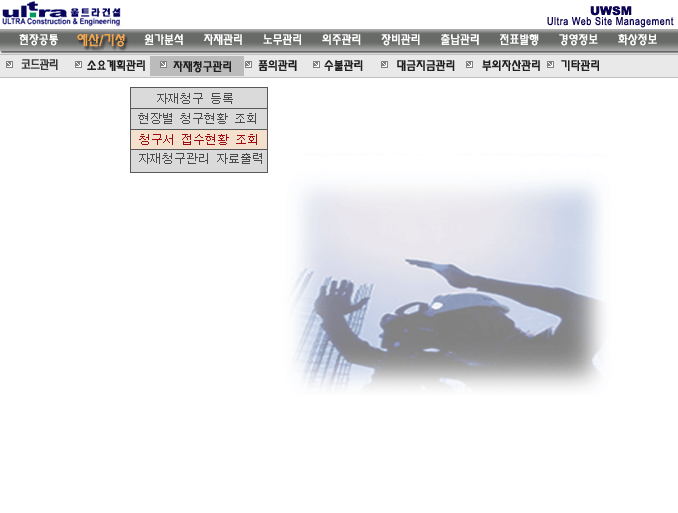 ultra 울트라건설 UWSM
ULTRA Construction & Engineering Ultra Web Site Management
현장공통 예산/기성 원가분석 자재관리 노무관리 외주관리 장비관리 출납관리 전표발행 경영정보 화상정보
코드관리 소요계획관리 자재청구관리 품의관리 수불관리 대금지급관리 부외자산관리 기타관리
자재청구 등록
현장별 청구현황 조회
청구서 접수현황 조회
자재청구관리 자료출력